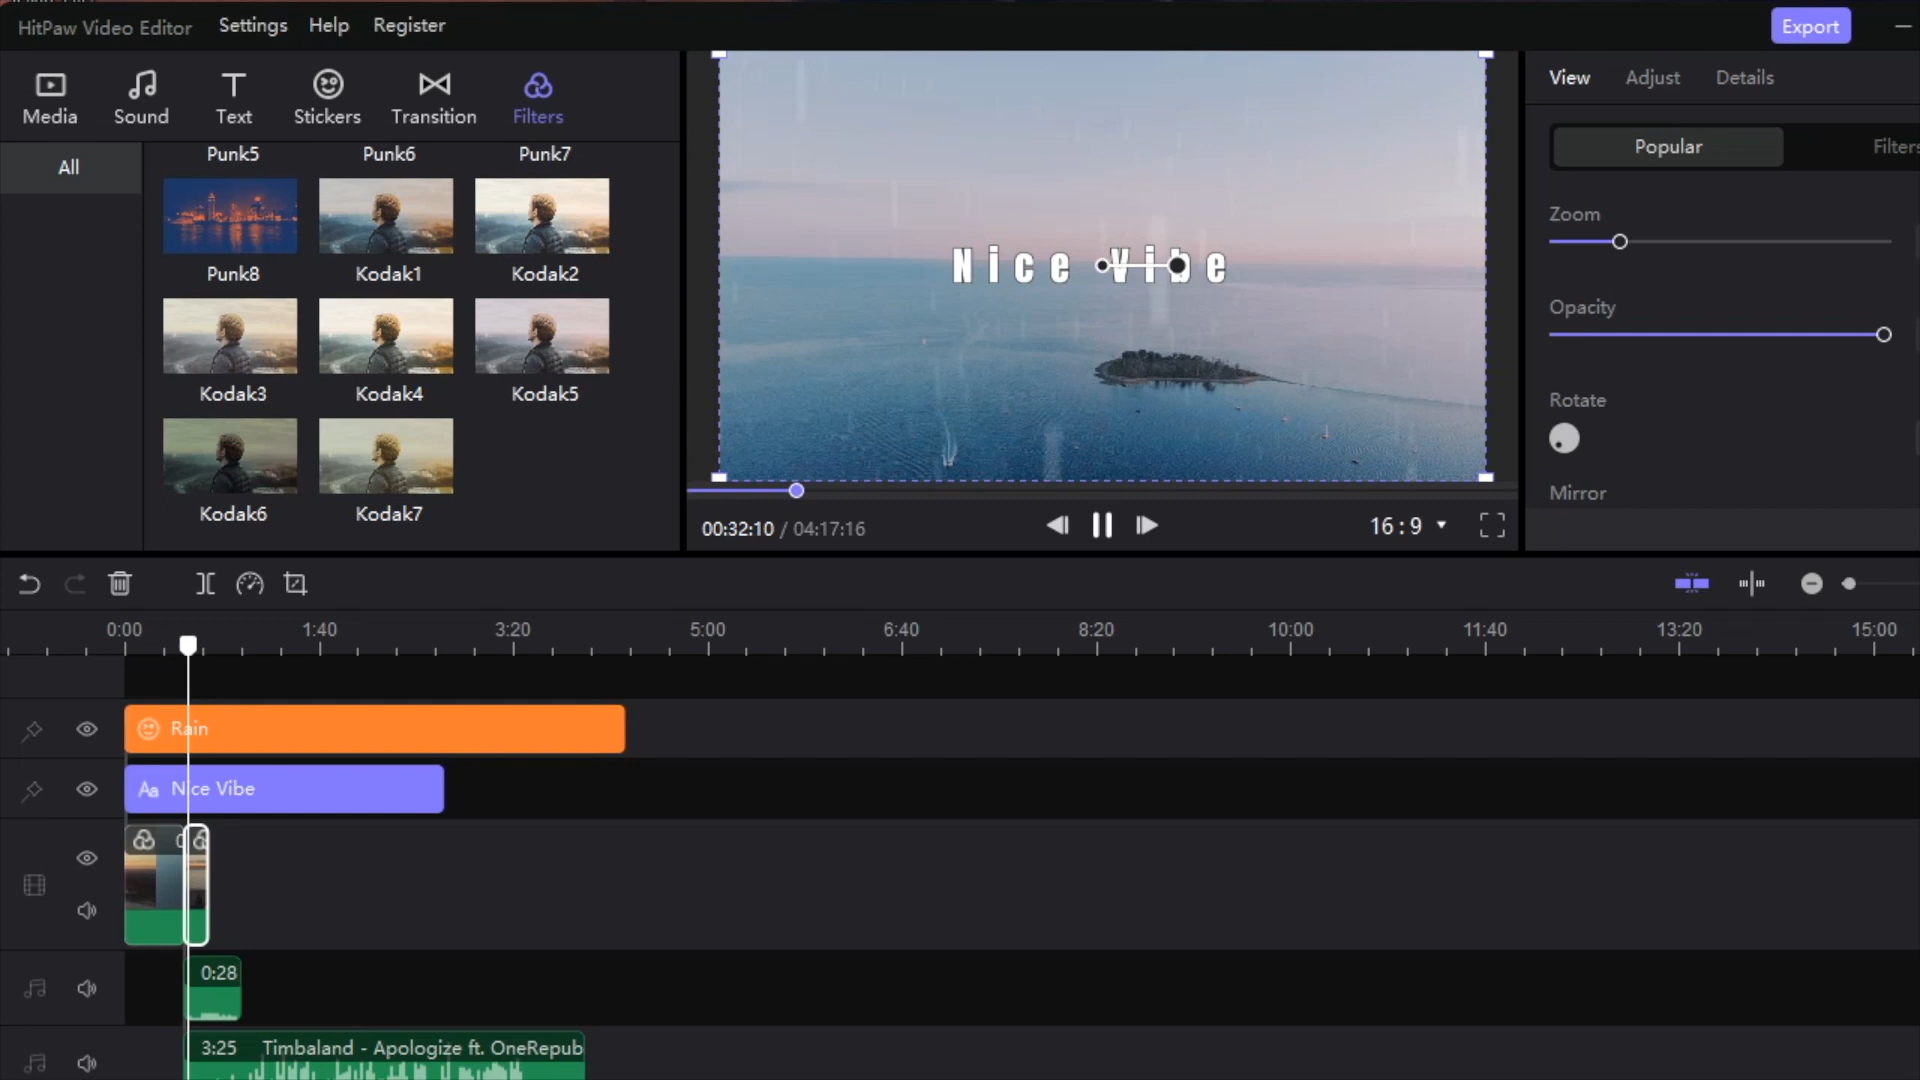 HitPaw Video Editor Settings Help Register Export
Media Sound Text Stickers Transition Filters
View Adjust Details
All
Punk5 Punk6 Punk7
Punk8 Kodak1 Kodak2
Kodak3 Kodak4 Kodak5
Kodak6 Kodak7
Nice Vibe
00:32:10 / 04:17:16
16:9
Popular Filters
Zoom
Opacity
Rotate
Mirror
0:00 1:40 3:20 5:00 6:40 8:20 10:00 11:40 13:20 15:00
Rain
Aa Nice Vibe
0:28
3:25 Timbaland - Apologize ft. OneRepub